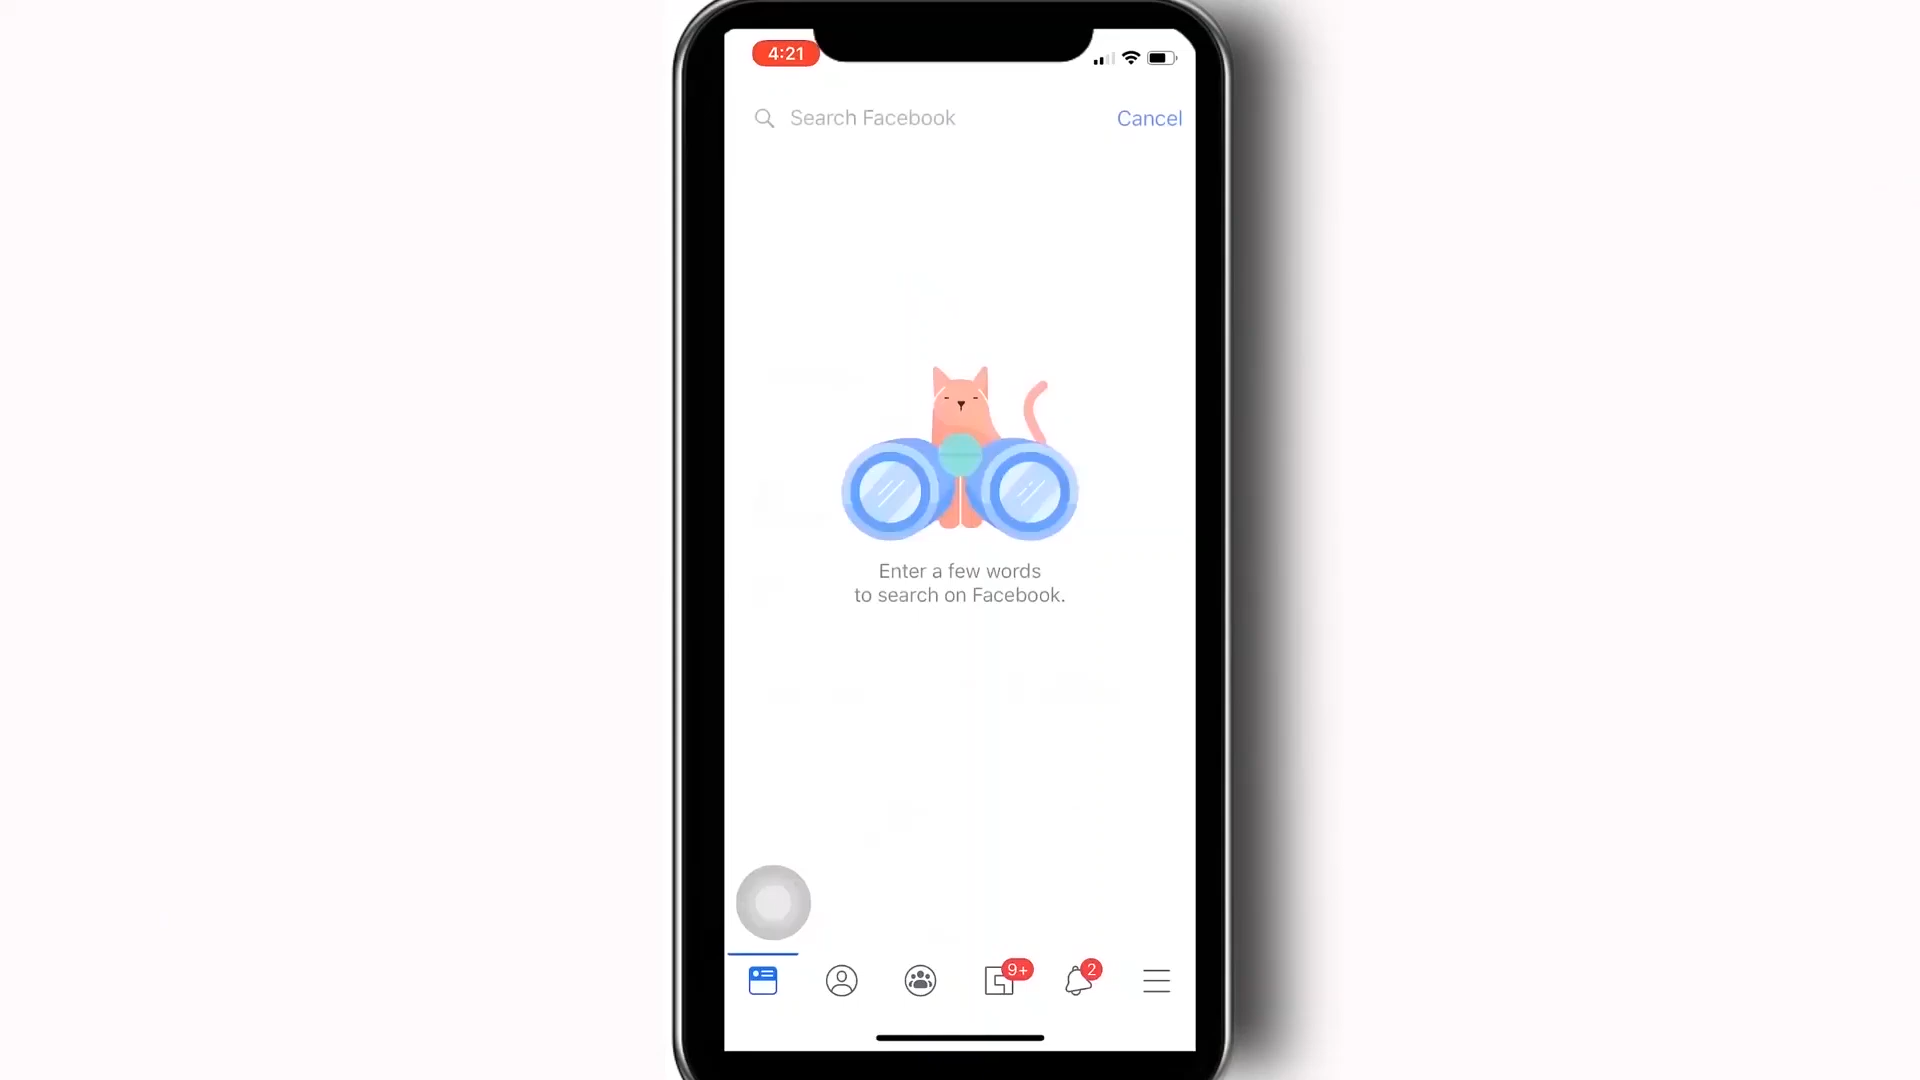 4:21
Search Facebook
Cancel
Enter a few words
to search on Facebook.
9+
2